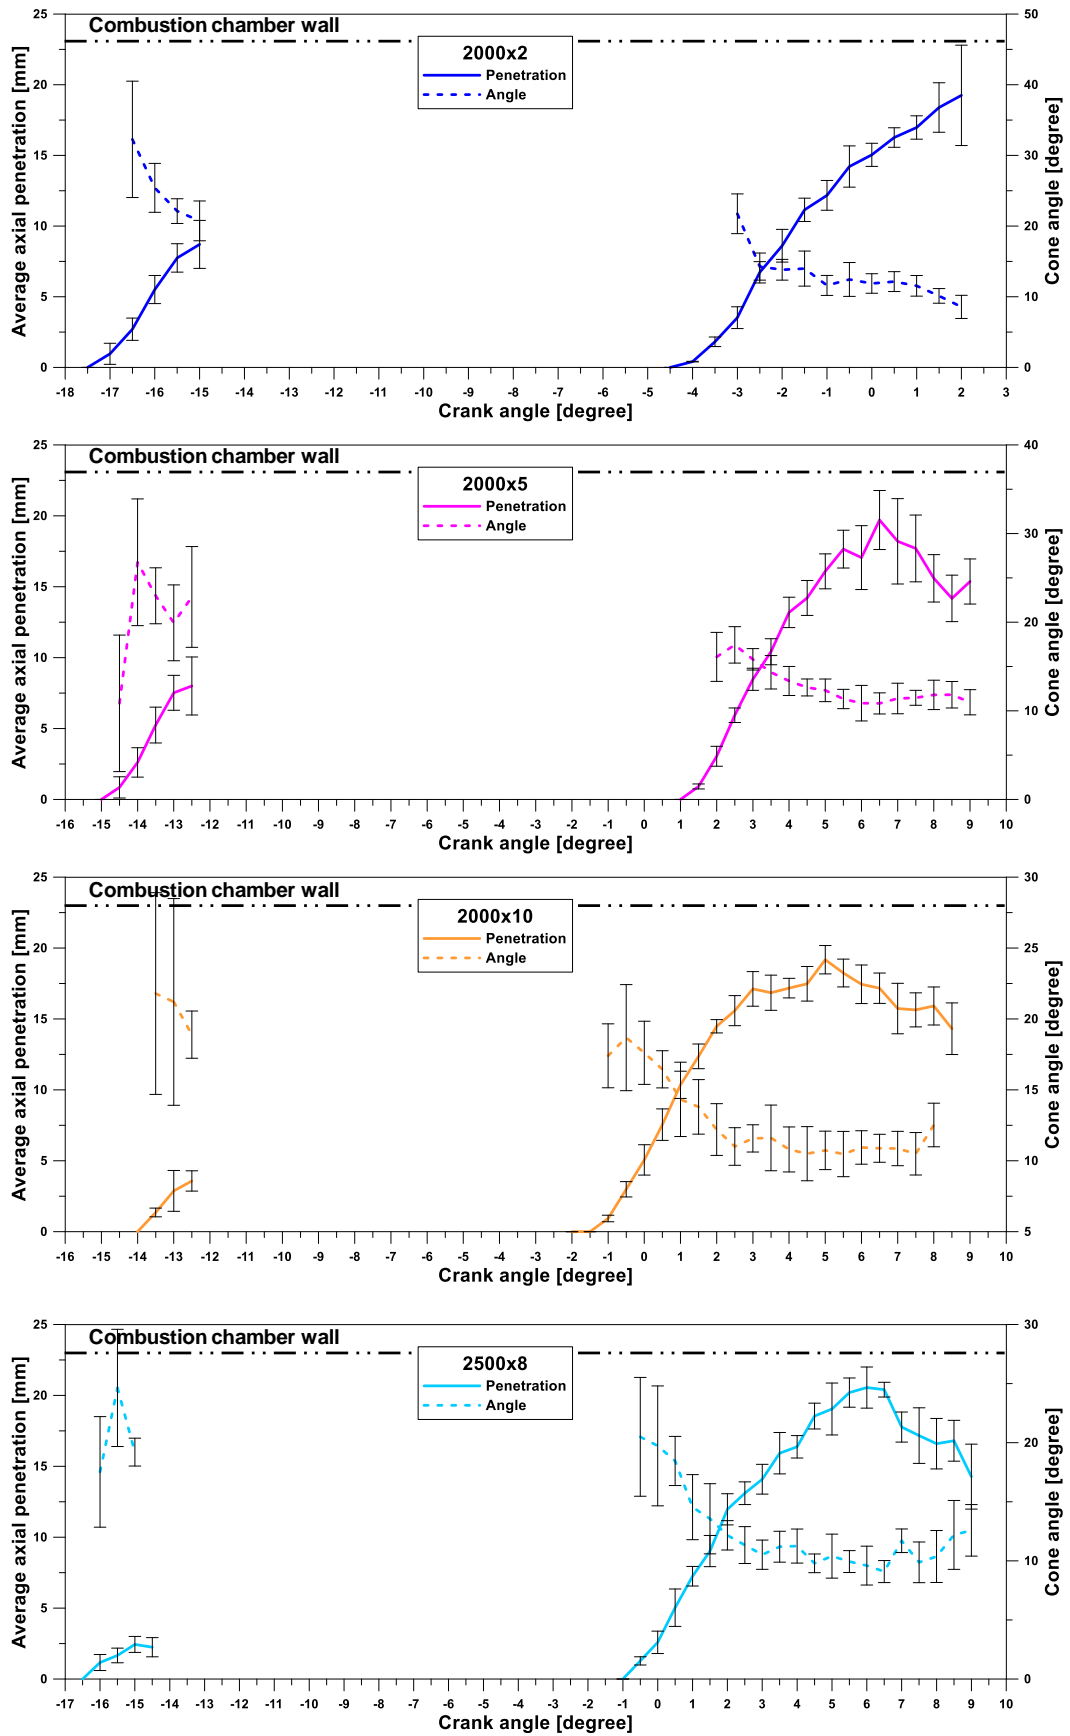 Combustion chamber wall
2000x2
Penetration
Angle
Average axial penetration [mm]
Cone angle [degree]
25
20
15
10
5
0
50
40
30
20
10
0
-18 -17 -16 -15 -14 -13 -12 -11 -10 -9 -8 -7 -6 -5 -4 -3 -2 -1 0 1 2 3
Crank angle [degree]
Combustion chamber wall
2000x5
Penetration
Angle
Average axial penetration [mm]
Cone angle [degree]
25
20
15
10
5
0
40
30
20
10
0
-16 -15 -14 -13 -12 -11 -10 -9 -8 -7 -6 -5 -4 -3 -2 -1 0 1 2 3 4 5 6 7 8 9 10
Crank angle [degree]
Combustion chamber wall
2000x10
Penetration
Angle
Average axial penetration [mm]
Cone angle [degree]
25
20
15
10
5
0
30
25
20
15
10
5
-16 -15 -14 -13 -12 -11 -10 -9 -8 -7 -6 -5 -4 -3 -2 -1 0 1 2 3 4 5 6 7 8 9 10
Crank angle [degree]
Combustion chamber wall
2500x8
Penetration
Angle
Average axial penetration [mm]
Cone angle [degree]
25
20
15
10
5
0
30
20
10
0
-17 -16 -15 -14 -13 -12 -11 -10 -9 -8 -7 -6 -5 -4 -3 -2 -1 0 1 2 3 4 5 6 7 8 9 10
Crank angle [degree]